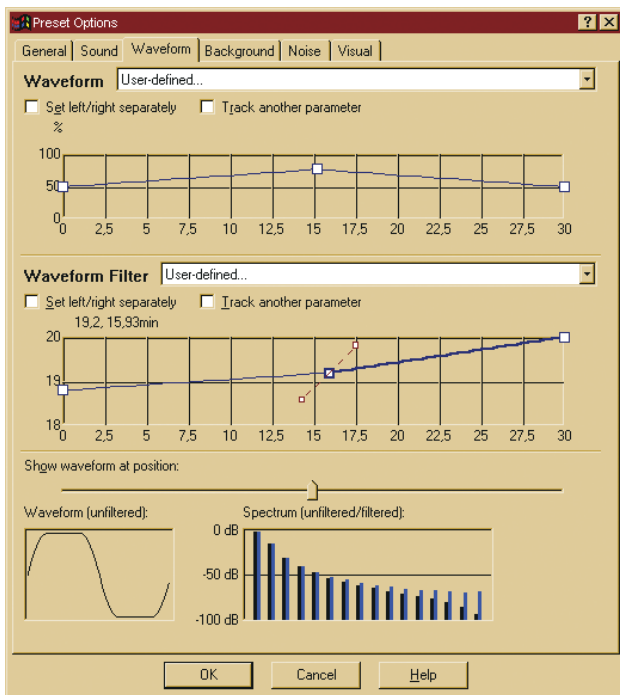 Preset Options
General Sound Waveform Background Noise Visual
Waveform User-defined...
Set left/right separately Track another parameter
%
100
50
0
0 2,5 5 7,5 10 12,5 15 17,5 20 22,5 25 27,5 30
Waveform Filter User-defined...
Set left/right separately Track another parameter
19,2, 15,93min
20
19
18
0 2,5 5 7,5 10 12,5 15 17,5 20 22,5 25 27,5 30
Show waveform at position:
Waveform (unfiltered): Spectrum (unfiltered/filtered):
0 dB
-50 dB
-100 dB
OK Cancel Help